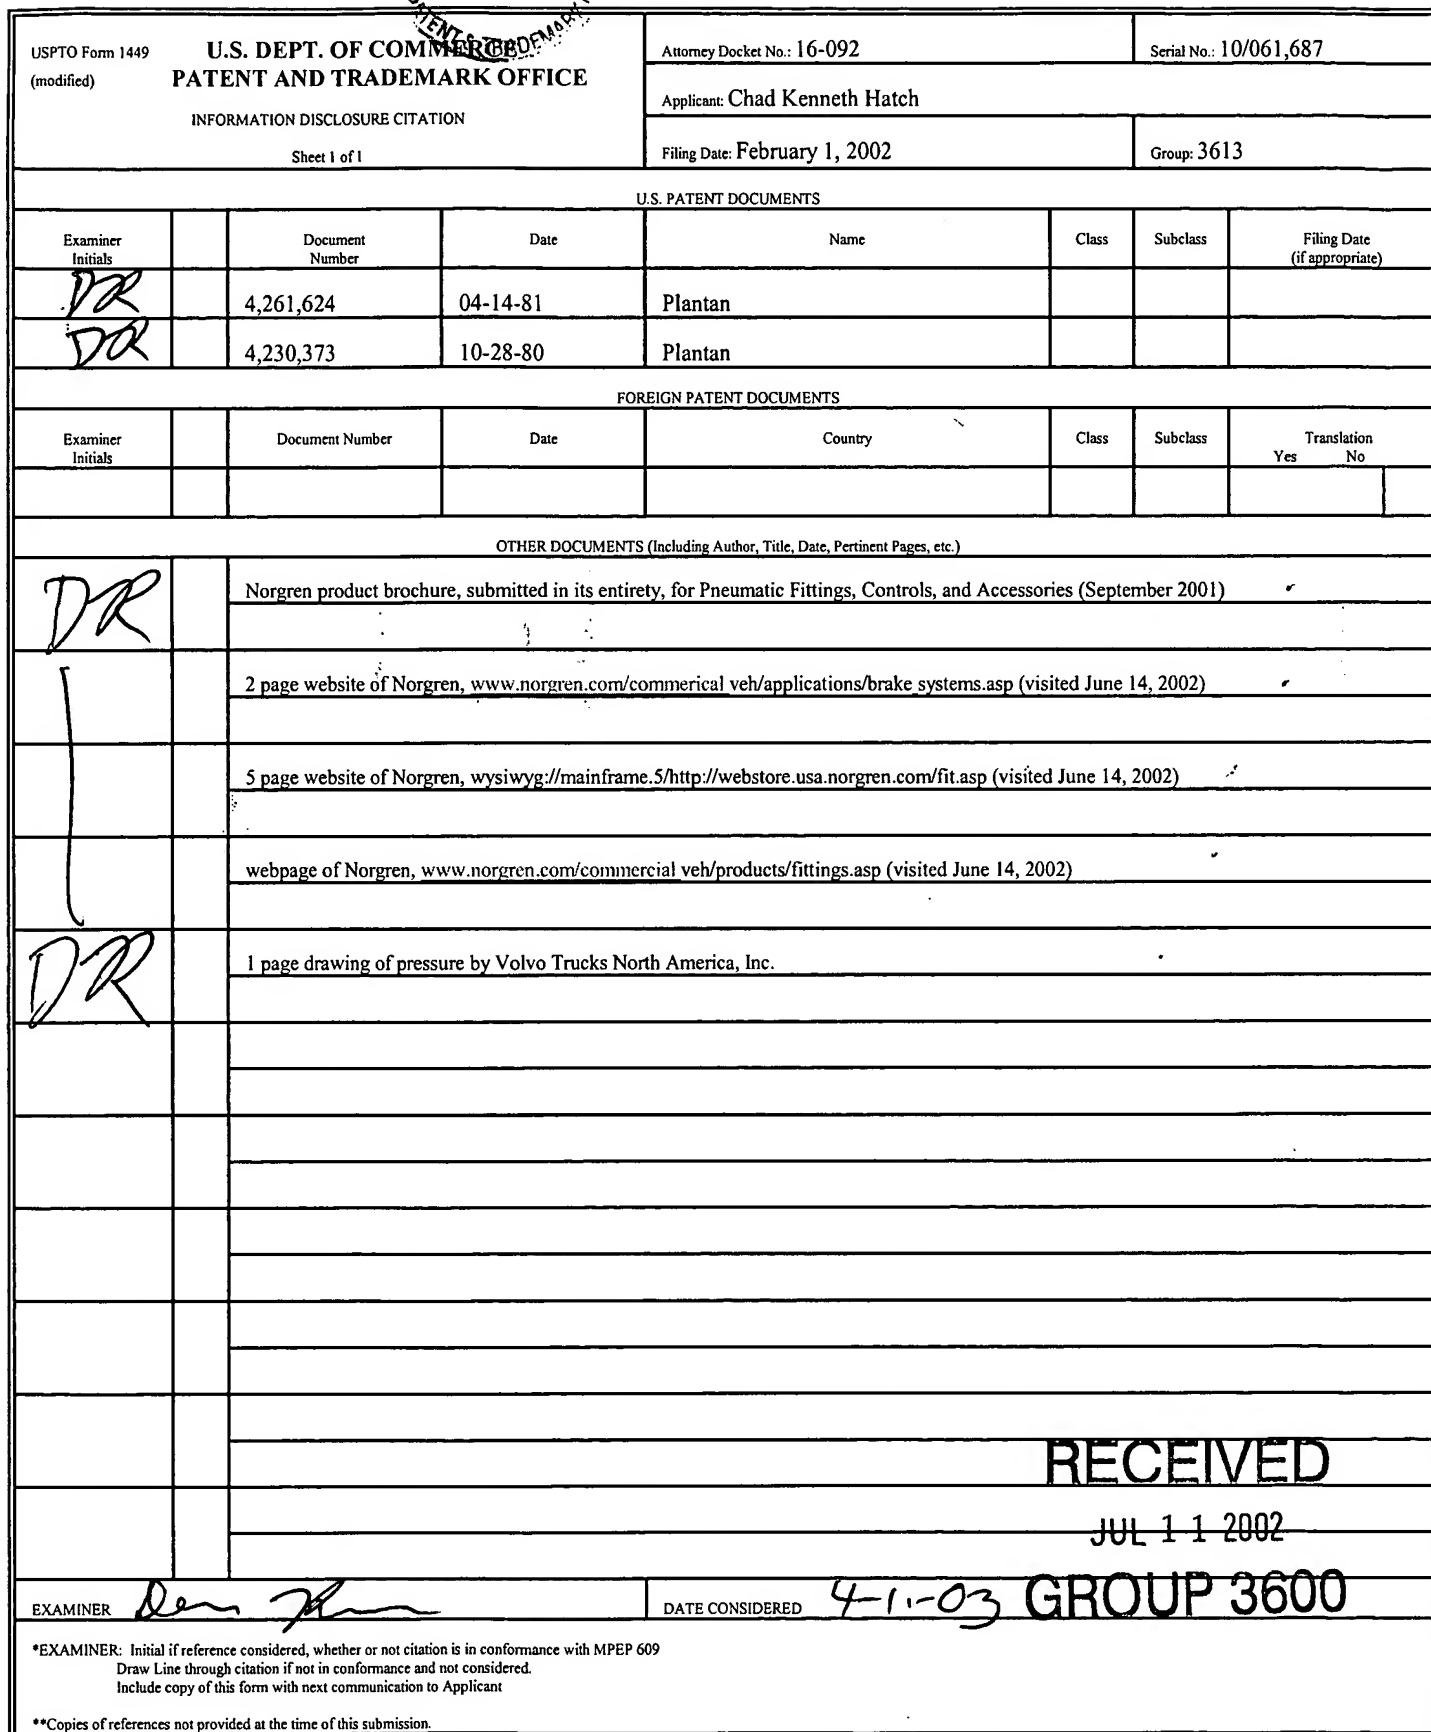 PATENT & TRADEMARK
USPTO Form 1449
(modified)
U.S. DEPT. OF COMMERCE
PATENT AND TRADEMARK OFFICE
INFORMATION DISCLOSURE CITATION
Sheet 1 of 1
Attorney Docket No.: 16-092
Serial No.: 10/061,687
Applicant: Chad Kenneth Hatch
Filing Date: February 1, 2002
Group: 3613
U.S. PATENT DOCUMENTS
Examiner Initials
Document Number
Date
Name
Class
Subclass
Filing Date (if appropriate)
DR 4,261,624 04-14-81 Plantan
DR 4,230,373 10-28-80 Plantan
FOREIGN PATENT DOCUMENTS
Examiner Initials
Document Number
Date
Country
Class
Subclass
Translation
Yes No
OTHER DOCUMENTS (Including Author, Title, Date, Pertinent Pages, etc.)
DR Norgren product brochure, submitted in its entirety, for Pneumatic Fittings, Controls, and Accessories (September 2001)
2 page website of Norgren, www.norgren.com/commerical veh/applications/brake systems.asp (visited June 14, 2002)
5 page website of Norgren, wysiwyg://mainframe.5/http://webstore.usa.norgren.com/fit.asp (visited June 14, 2002)
webpage of Norgren, www.norgren.com/commercial veh/products/fittings.asp (visited June 14, 2002)
DR 1 page drawing of pressure by Volvo Trucks North America, Inc.
RECEIVED
JUL 11 2002
GROUP 3600
EXAMINER
DATE CONSIDERED 4-11-03
*EXAMINER: Initial if reference considered, whether or not citation is in conformance with MPEP 609
Draw Line through citation if not in conformance and not considered.
Include copy of this form with next communication to Applicant
**Copies of references not provided at the time of this submission.